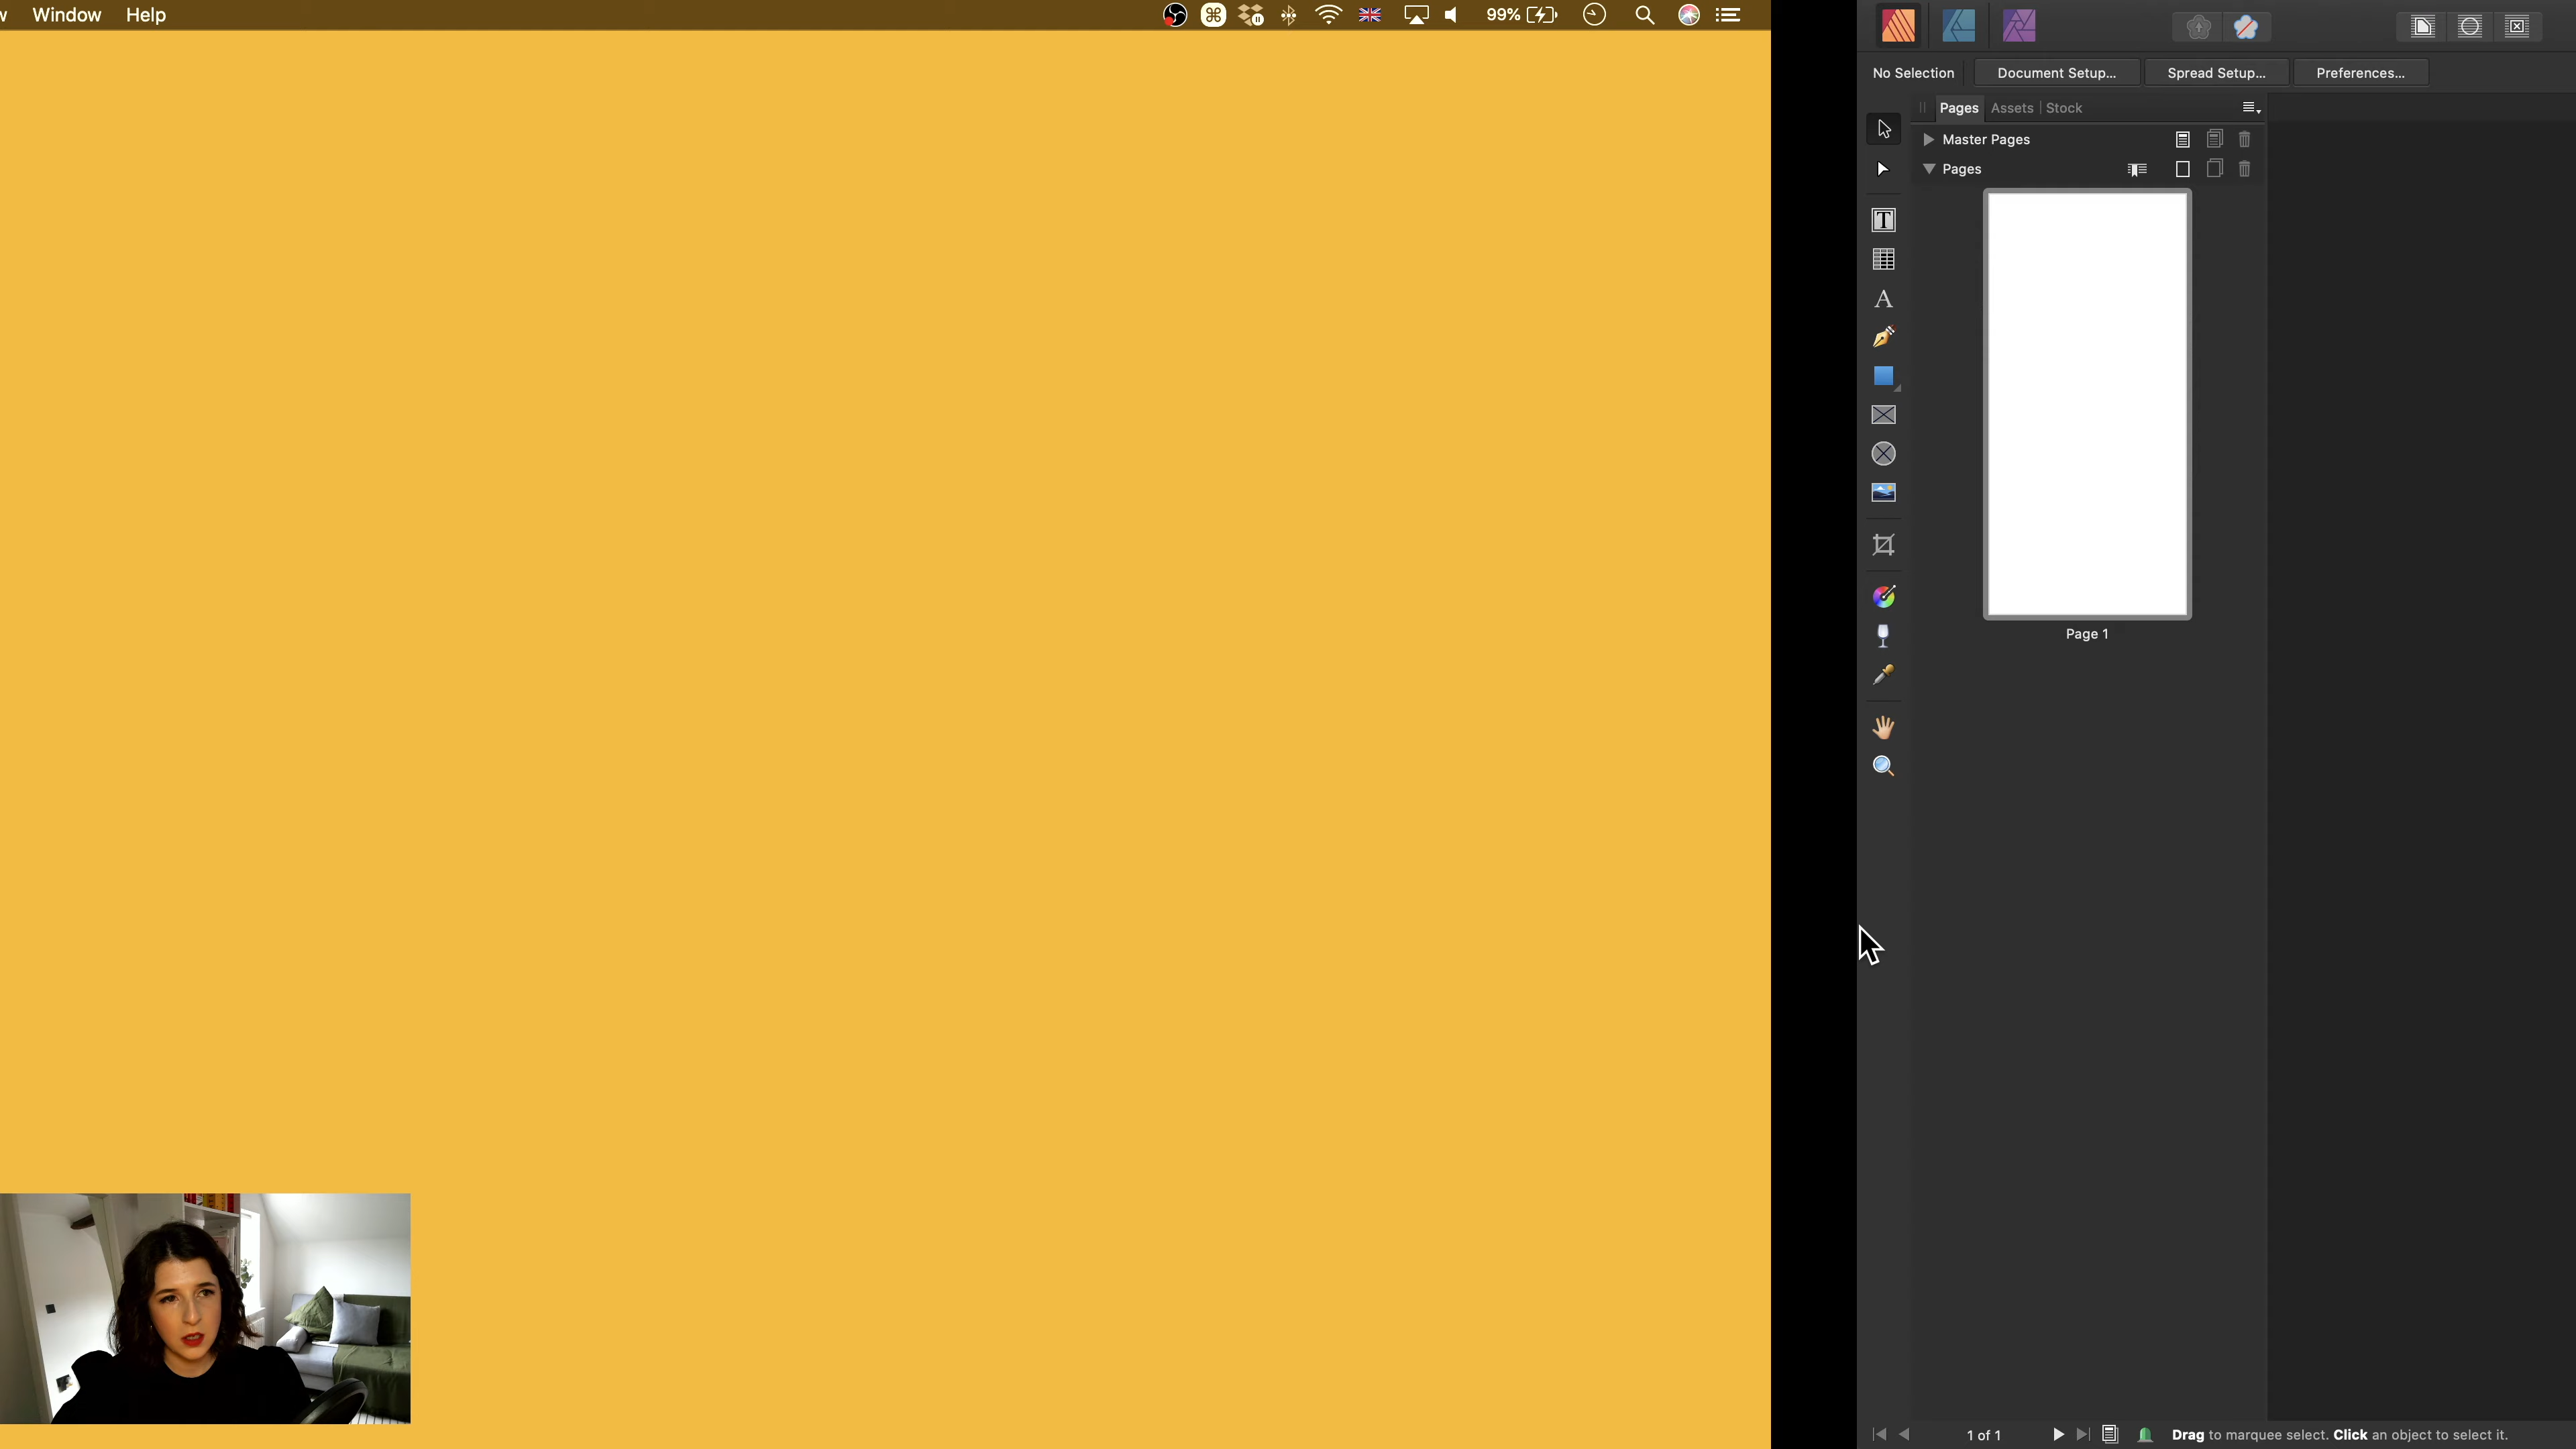 Window Help
99%
No Selection Document Setup... Spread Setup... Preferences...
Pages Assets Stock
Master Pages
Pages
T
A
Page 1
1 of 1
Drag to marquee select. Click an object to select it.